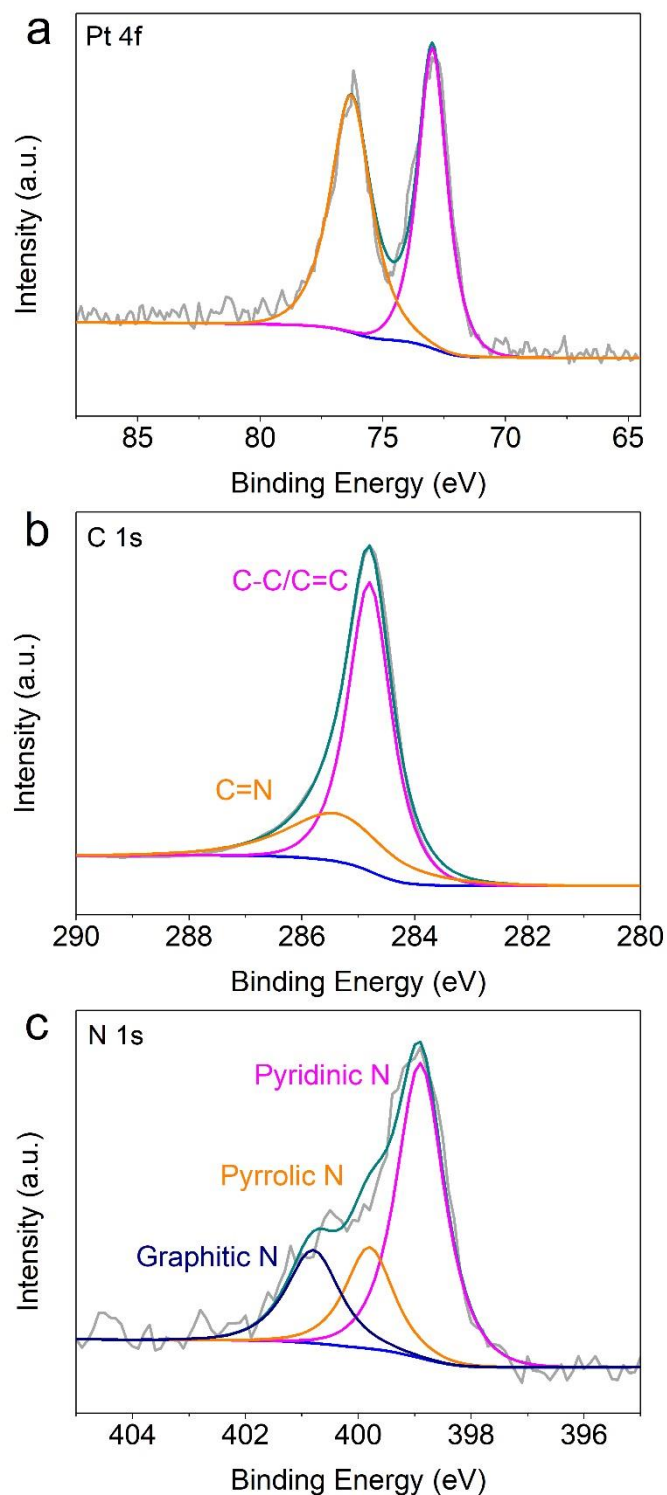 a
Pt 4f
Intensity (a.u.)
85 80 75 70 65
Binding Energy (eV)
b
C 1s
C-C/C=C
C=N
Intensity (a.u.)
290 288 286 284 282 280
Binding Energy (eV)
c
N 1s
Pyridinic N
Pyrrolic N
Graphitic N
Intensity (a.u.)
404 402 400 398 396
Binding Energy (eV)